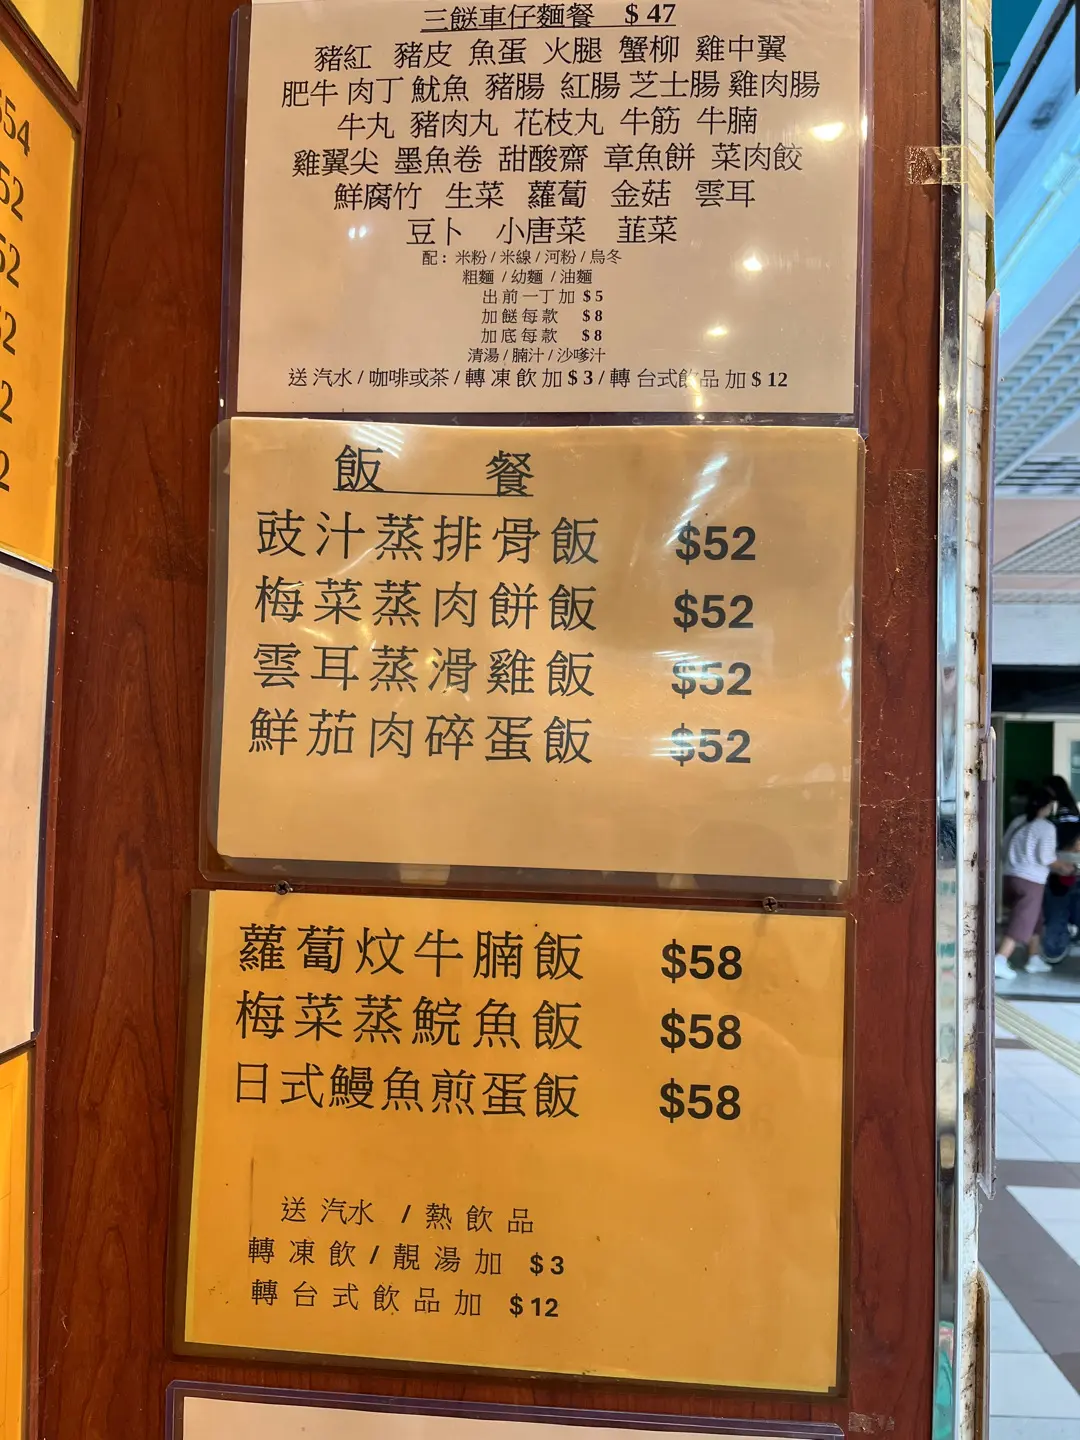 三餸車仔麵餐 $ 47
豬紅 豬皮 魚蛋 火腿 蟹柳 雞中翼
肥牛 肉丁 魷魚 豬腸 紅腸 芝士腸 雞肉腸
牛丸 豬肉丸 花枝丸 牛筋 牛腩
雞翼尖 墨魚卷 甜酸齋 章魚餅 菜肉餃
鮮腐竹 生菜 蘿蔔 金菇 雲耳
豆卜 小唐菜 韮菜
配：米粉 / 米線 / 河粉 / 烏冬
粗麵 / 幼麵 / 油麵
出前一丁加 $ 5
加餸每款 $ 8
加底每款 $ 8
清湯 / 腩汁 / 沙嗲汁
送 汽水 / 咖啡或茶 / 轉 凍 飲 加 $ 3 / 轉 台式飲品 加 $ 12
飯 餐
豉汁蒸排骨飯 $52
梅菜蒸肉餅飯 $52
雲耳蒸滑雞飯 $52
鮮茄肉碎蛋飯 $52
蘿蔔炆牛腩飯 $58
梅菜蒸鯇魚飯 $58
日式鰻魚煎蛋飯 $58
送 汽水 / 熱 飲 品
轉 凍 飲 / 靚 湯 加 $ 3
轉 台 式 飲 品 加 $ 12
$54
52
52
2
2
2